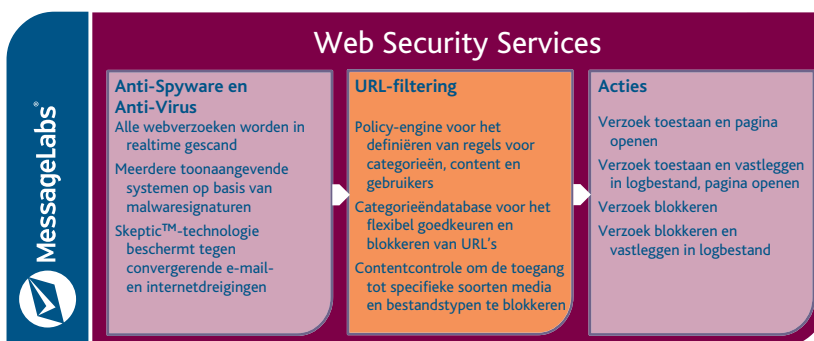 Web Security Services
MessageLabs®
Anti-Spyware en
Anti-Virus
Alle webverzoeken worden in
realtime gescand
Meerdere toonaangevende
systemen op basis van
malwaresignaturen
Skeptic™-technologie
beschermt tegen
convergerende e-mail-
en internetdreigingen
URL-filtering
Policy-engine voor het
definiëren van regels voor
categorieën, content en
gebruikers
Categorieëndatabase voor het
flexibel goedkeuren en
blokkeren van URL's
Contentcontrole om de toegang
tot specifieke soorten media
en bestandstypen te blokkeren
Acties
Verzoek toestaan en pagina
openen
Verzoek toestaan en vastleggen
in logbestand, pagina openen
Verzoek blokkeren
Verzoek blokkeren en
vastleggen in logbestand